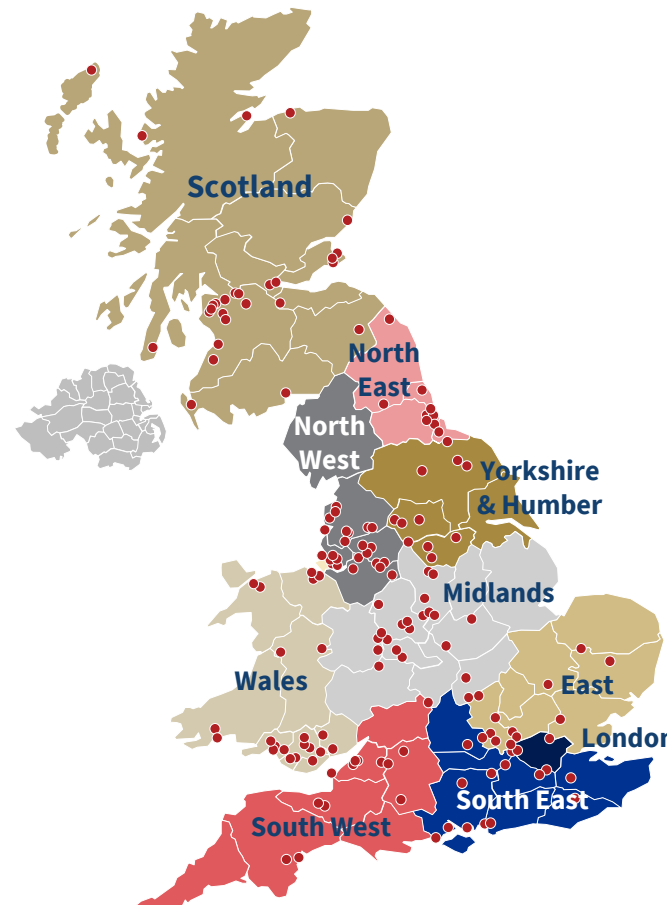 Scotland
North
East
North
West
Yorkshire
& Humber
Midlands
Wales
East
London
South East
South West